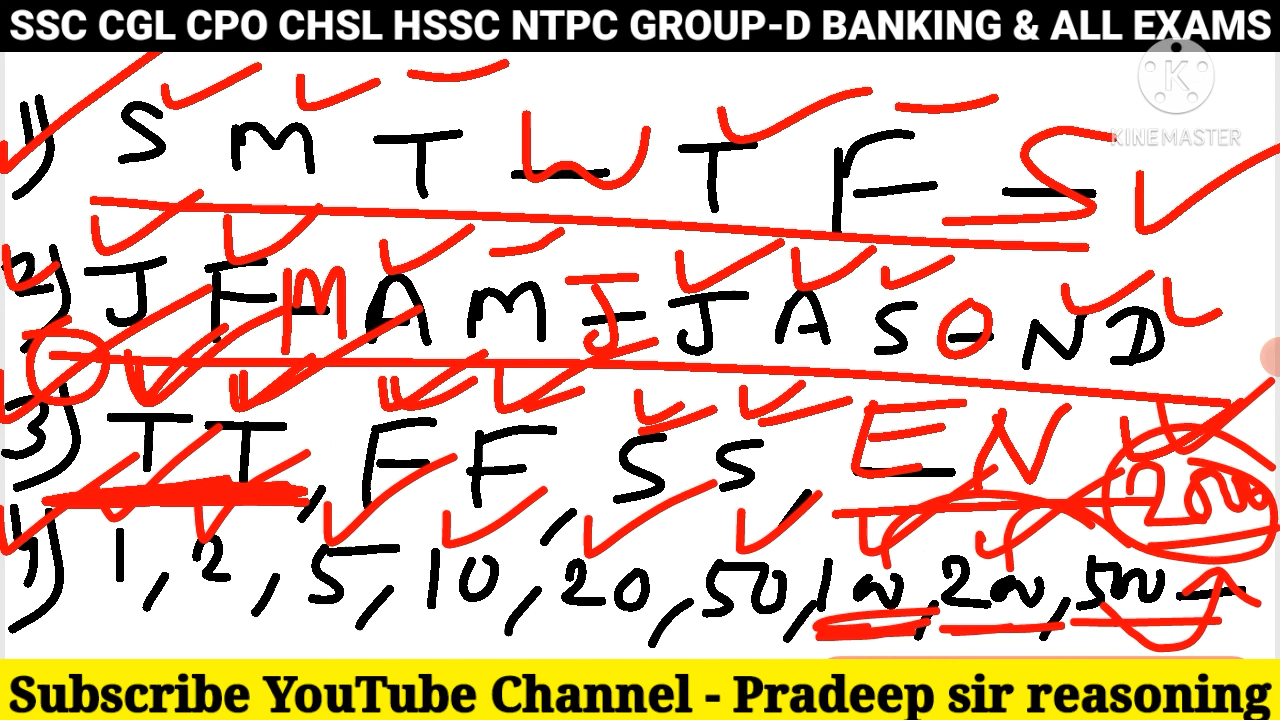 SSC CGL CPO CHSL HSSC NTPC GROUP-D BANKING & ALL EXAMS
K
KINEMASTER
1) S M T W T F S
2) J F M A M J J A S O N D
3) T T, F F, S S, E N
4) 1, 2, 5, 10, 20, 50, 100, 200, 500 _
2000
Subscribe YouTube Channel - Pradeep sir reasoning